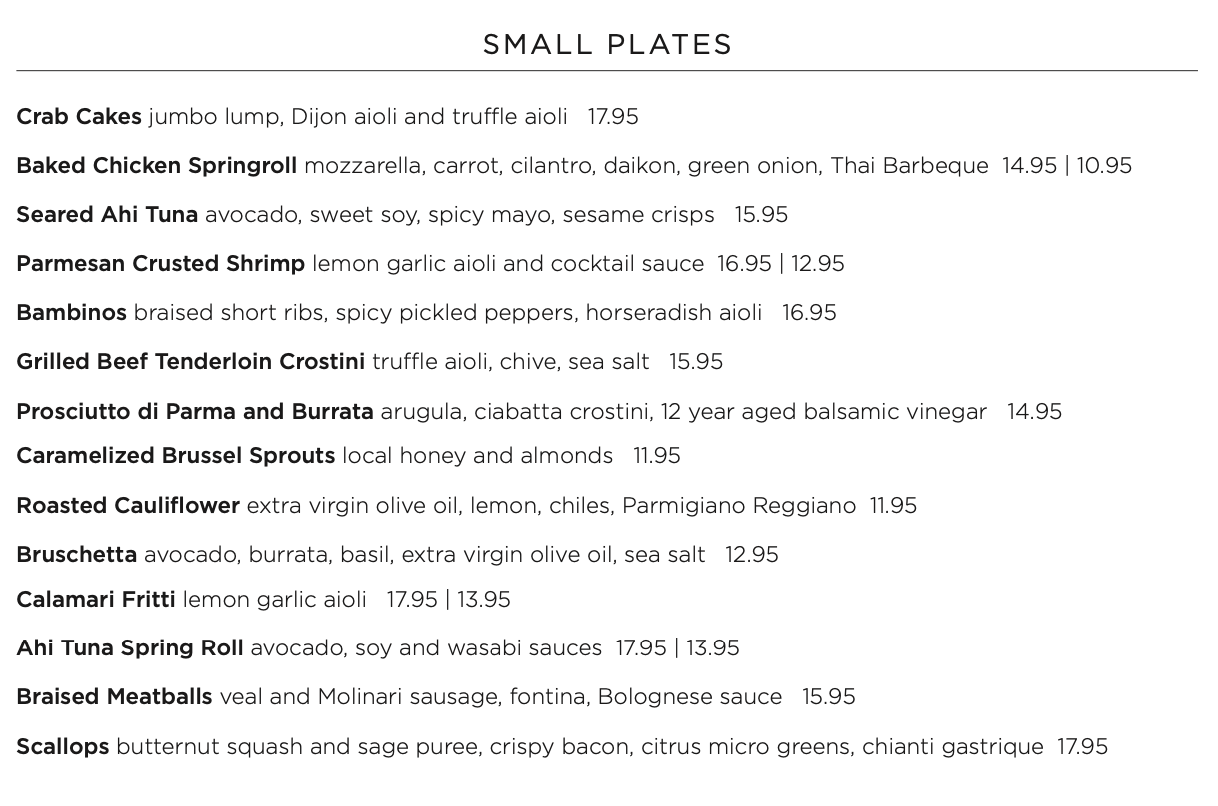 SMALL PLATES
Crab Cakes jumbo lump, Dijon aioli and truffle aioli 17.95
Baked Chicken Springroll mozzarella, carrot, cilantro, daikon, green onion, Thai Barbeque 14.95 | 10.95
Seared Ahi Tuna avocado, sweet soy, spicy mayo, sesame crisps 15.95
Parmesan Crusted Shrimp lemon garlic aioli and cocktail sauce 16.95 | 12.95
Bambinos braised short ribs, spicy pickled peppers, horseradish aioli 16.95
Grilled Beef Tenderloin Crostini truffle aioli, chive, sea salt 15.95
Prosciutto di Parma and Burrata arugula, ciabatta crostini, 12 year aged balsamic vinegar 14.95
Caramelized Brussel Sprouts local honey and almonds 11.95
Roasted Cauliflower extra virgin olive oil, lemon, chiles, Parmigiano Reggiano 11.95
Bruschetta avocado, burrata, basil, extra virgin olive oil, sea salt 12.95
Calamari Fritti lemon garlic aioli 17.95 | 13.95
Ahi Tuna Spring Roll avocado, soy and wasabi sauces 17.95 | 13.95
Braised Meatballs veal and Molinari sausage, fontina, Bolognese sauce 15.95
Scallops butternut squash and sage puree, crispy bacon, citrus micro greens, chianti gastrique 17.95